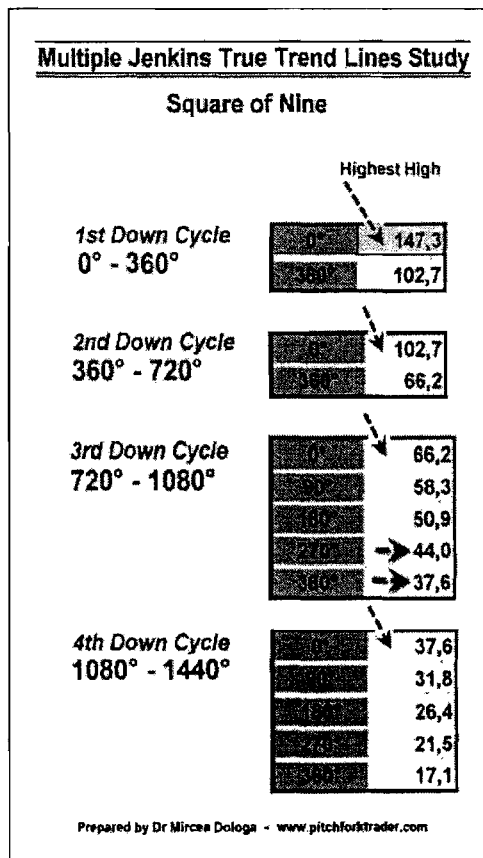 Multiple Jenkins True Trend Lines Study
Square of Nine
Highest High
1st Down Cycle
0° - 360°
0° 147,3
360° 102,7
2nd Down Cycle
360° - 720°
0° 102,7
360° 66,2
3rd Down Cycle
720° - 1080°
0° 66,2
90° 58,3
180° 50,9
270° 44,0
360° 37,6
4th Down Cycle
1080° - 1440°
0° 37,6
31,8
180° 26,4
270° 21,5
360 17,1
Prepared by Dr Mircea Dologa - www.pitchforktrader.com